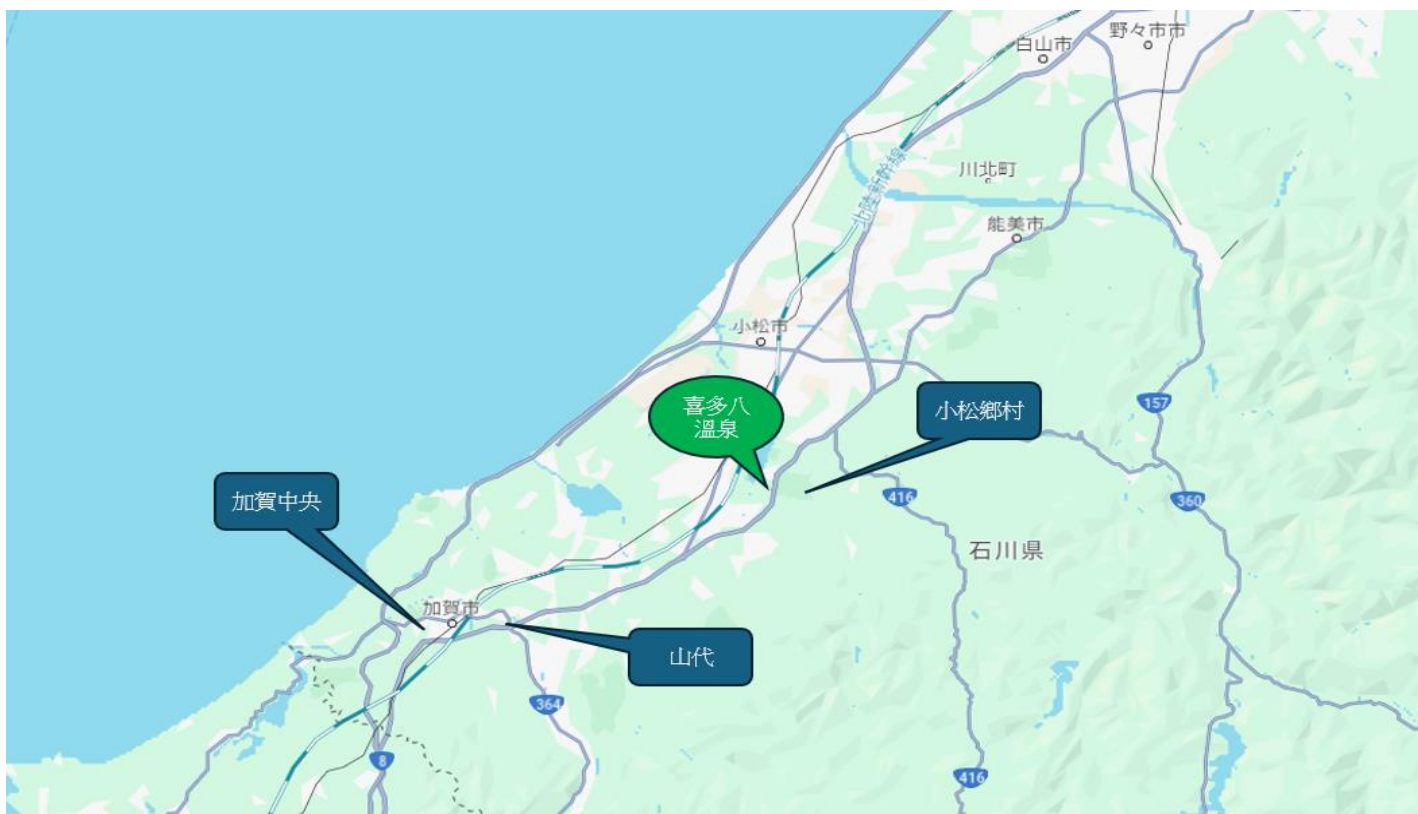 野々市市
白山市
川北町
北陸新幹線
能美市
小松市
喜多八
溫泉
小松鄉村
157
加賀中央
416
360
石川県
加賀市
山代
364
8
416